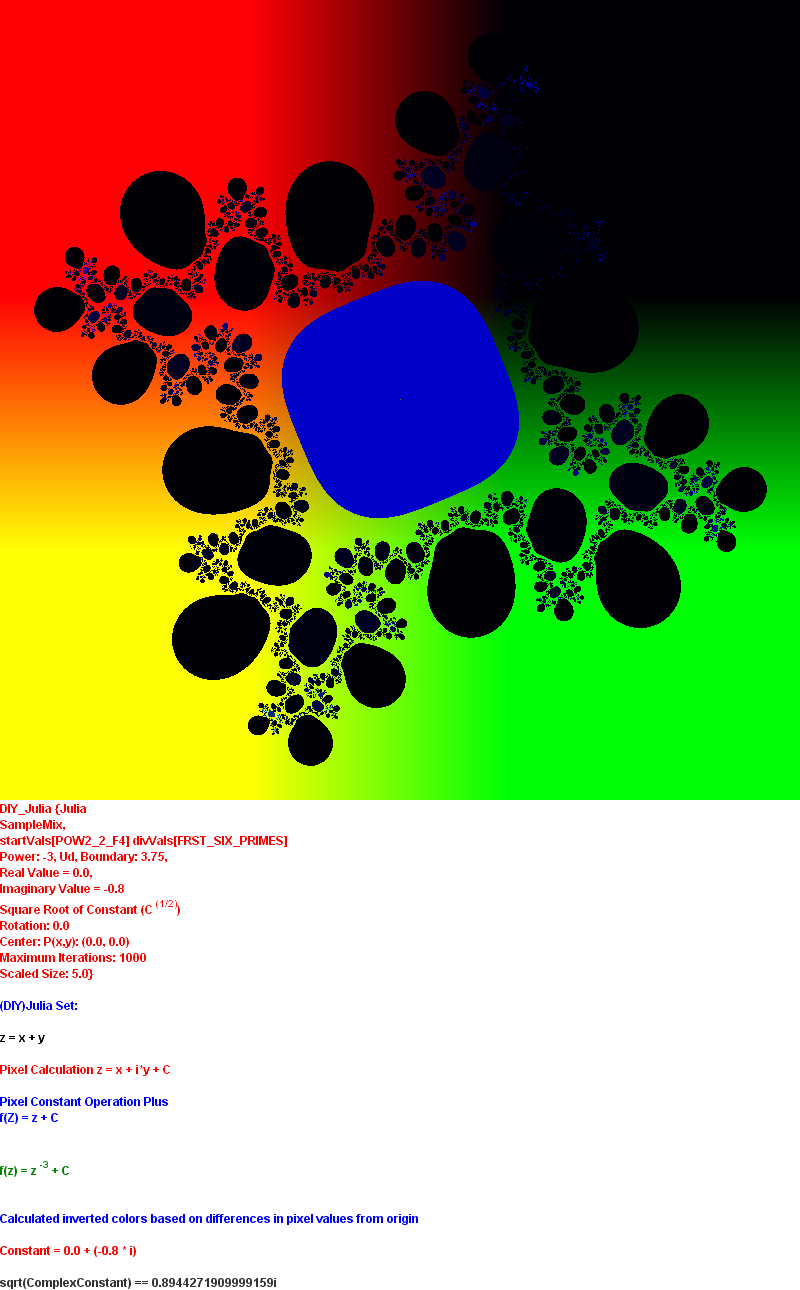 DIY_Julia {Julia
SampleMix,
startVals[POW2_2_F4] divVals[FRST_SIX_PRIMES]
Power: -3, Ud, Boundary: 3.75,
Real Value = 0.0,
Imaginary Value = -0.8
Square Root of Constant (C (1/2))
Rotation: 0.0
Center: P(x,y): (0.0, 0.0)
Maximum Iterations: 1000
Scaled Size: 5.0}
(DIY)Julia Set:
z = x + y
Pixel Calculation z = x + i*y + C
Pixel Constant Operation Plus
f(Z) = z + C
f(z) = z -3 + C
Calculated inverted colors based on differences in pixel values from origin
Constant = 0.0 + (-0.8 * i)
sqrt(ComplexConstant) == 0.8944271909999159i